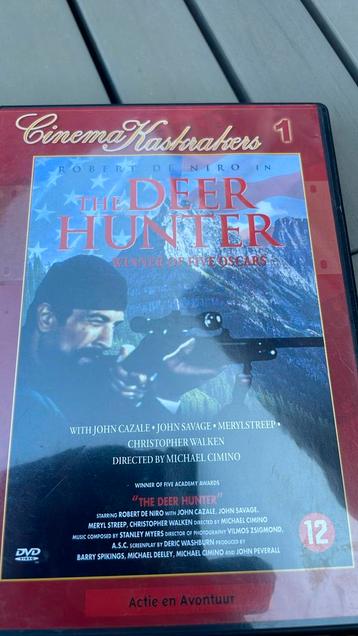 Cinema Kaskrakers 1
ROBERT DE NIRO IN
THE DEER
HUNTER
WINNER OF FIVE OSCARS
WITH JOHN CAZALE • JOHN SAVAGE • MERYL STREEP •
CHRISTOPHER WALKEN
DIRECTED BY MICHAEL CIMINO
WINNER OF FIVE ACADEMY AWARDS
"THE DEER HUNTER"
STARRING ROBERT DE NIRO WITH JOHN CAZALE, JOHN SAVAGE,
MERYL STREEP, CHRISTOPHER WALKEN DIRECTED BY MICHAEL CIMINO
MUSIC COMPOSED BY STANLEY MYERS DIRECTOR OF PHOTOGRAPHY VILMOS ZSIGMOND,
A.S.C. SCREENPLAY BY DERIC WASHBURN PRODUCED BY
BARRY SPIKINGS, MICHAEL DEELEY, MICHAEL CIMINO AND JOHN PEVERALL
12
DVD
VIDEO
Actie en Avontuur